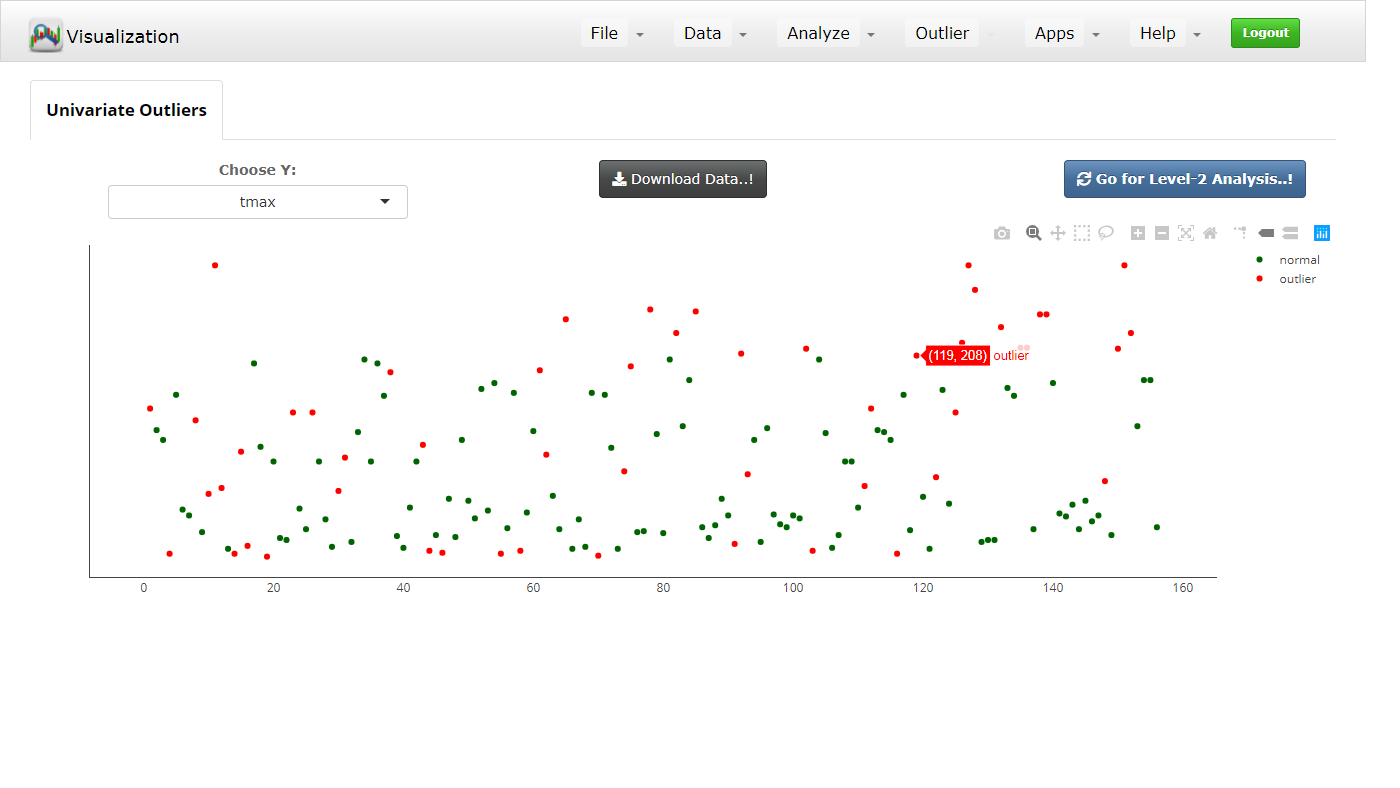 Visualization
File
Data
Analyze
Outlier
Apps
Help
Logout
Univariate Outliers
Choose Y:
tmax
Download Data..!
Go for Level-2 Analysis..!
normal
outlier
(119, 208) outlier
0 20 40 60 80 100 120 140 160